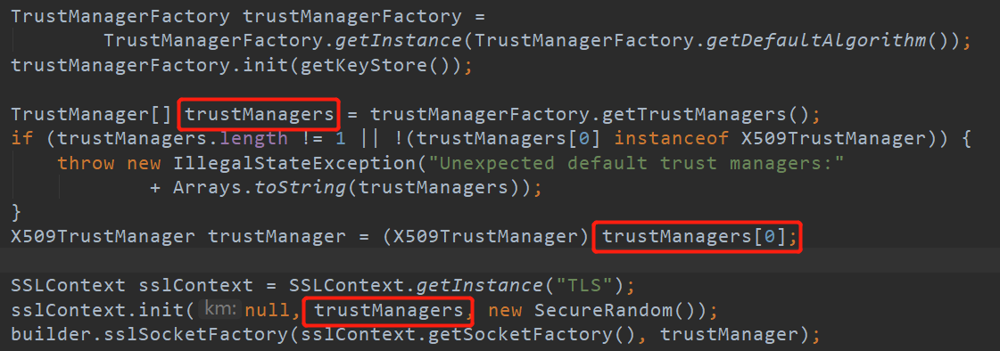 TrustManagerFactory trustManagerFactory =
TrustManagerFactory.getInstance(TrustManagerFactory.getDefaultAlgorithm());
trustManagerFactory.init(getKeyStore());
TrustManager[] trustManagers = trustManagerFactory.getTrustManagers();
if (trustManagers.length != 1 || !(trustManagers[0] instanceof X509TrustManager)) {
throw new IllegalStateException("Unexpected default trust managers:"
+ Arrays.toString(trustManagers));
}
X509TrustManager trustManager = (X509TrustManager) trustManagers[0];
SSLContext sslContext = SSLContext.getInstance("TLS");
sslContext.init( km: null, trustManagers, new SecureRandom());
builder.sslSocketFactory(sslContext.getSocketFactory(), trustManager);